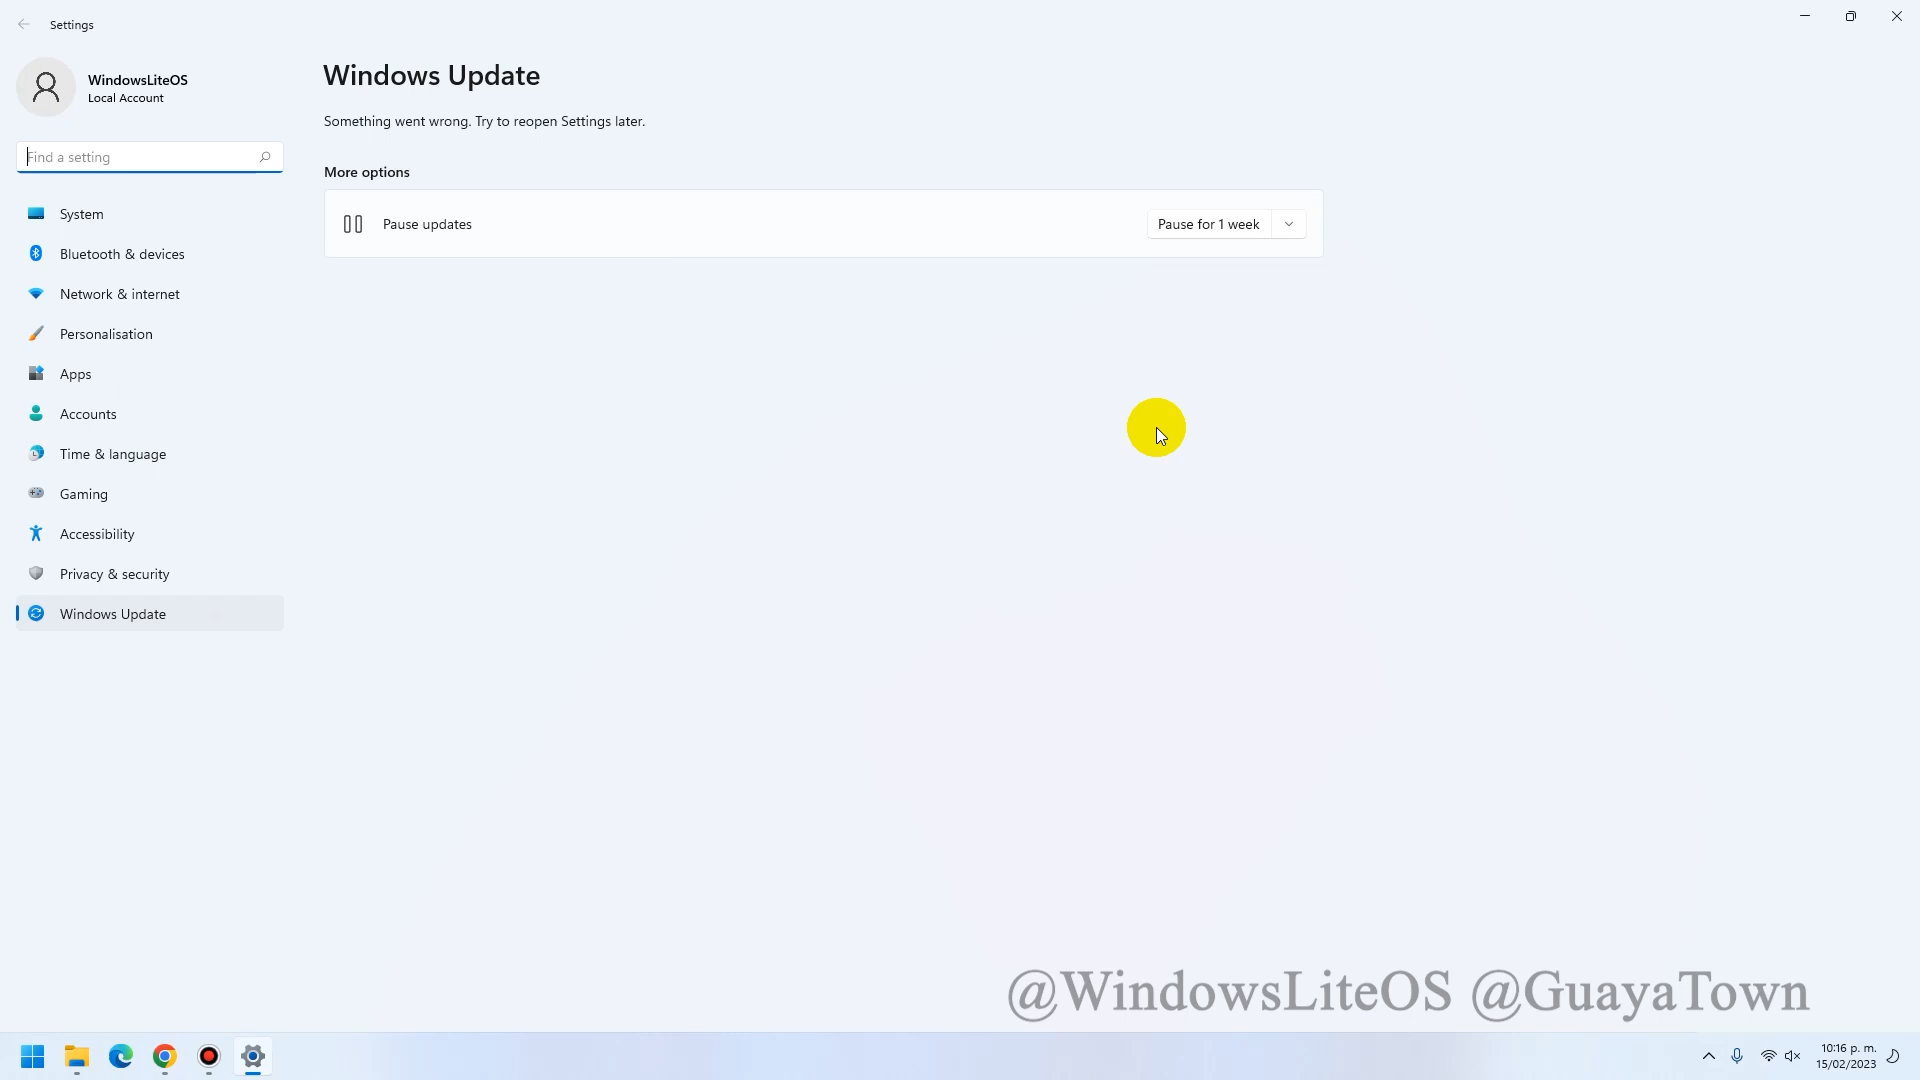 Settings
WindowsLiteOS
Local Account
Find a setting
System
Bluetooth & devices
Network & internet
Personalisation
Apps
Accounts
Time & language
Gaming
Accessibility
Privacy & security
Windows Update
Windows Update
Something went wrong. Try to reopen Settings later.
More options
Pause updates
Pause for 1 week
@WindowsLiteOS @GuayaTown
10:16 p. m.
15/02/2023